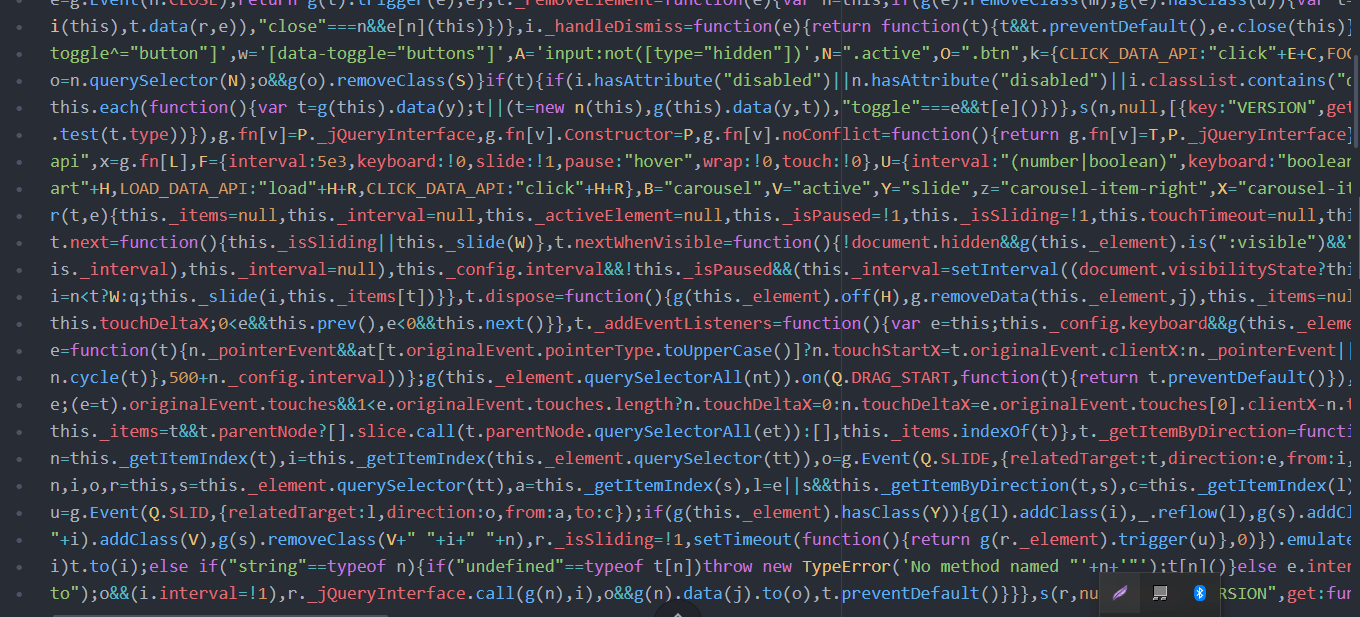 e=g.Event(h.CLOSE);return g(t).trigger(e),e},t._removeElement=function(e){var n=this;if(g(e).removeClass(m),g(e).hasClass(d)){var t=
i(this),t.data(r,e)),"close"===n&&e[n](this)})},i._handleDismiss=function(e){return function(t){t&&t.preventDefault(),e.close(this)}
toggle^="button"]',w='[data-toggle="buttons"]',A='input:not([type="hidden"])',N=".active",O=".btn",k={CLICK_DATA_API:"click"+E+C,FOC
o=n.querySelector(N);o&&g(o).removeClass(S)}if(t){if(i.hasAttribute("disabled")||n.hasAttribute("disabled")||i.classList.contains("d
this.each(function(){var t=g(this).data(y);t||(t=new n(this),g(this).data(y,t)),"toggle"===e&&t[e]()})},s(n,null,[{key:"VERSION",get
.test(t.type))}),g.fn[v]=P._jQueryInterface,g.fn[v].Constructor=P,g.fn[v].noConflict=function(){return g.fn[v]=T,P._jQueryInterface}
api",x=g.fn[L],F={interval:5e3,keyboard:!0,slide:!1,pause:"hover",wrap:!0,touch:!0},U={interval:"(number|boolean)",keyboard:"boolean
art"+H,LOAD_DATA_API:"load"+H+R,CLICK_DATA_API:"click"+H+R},B="carousel",V="active",Y="slide",z="carousel-item-right",X="carousel-it
r(t,e){this._items=null,this._interval=null,this._activeElement=null,this._isPaused=!1,this._isSliding=!1,this.touchTimeout=null,thi
t.next=function(){this._isSliding||this._slide(W)},t.nextWhenVisible=function(){!document.hidden&&g(this._element).is(":visible")&&"
is._interval),this._interval=null),this._config.interval&&!this._isPaused&&(this._interval=setInterval((document.visibilityState?thi
i=n<t?W:q;this._slide(i,this._items[t])}},t.dispose=function(){g(this._element).off(H),g.removeData(this._element,j),this._items=nul
this.touchDeltaX;0<e&&this.prev(),e<0&&this.next()}},t._addEventListeners=function(){var e=this;this._config.keyboard&&g(this._eleme
e=function(t){n._pointerEvent&&at[t.originalEvent.pointerType.toUpperCase()]?n.touchStartX=t.originalEvent.clientX:n._pointerEvent||
n.cycle(t)},500+n._config.interval))};g(this._element.querySelectorAll(nt)).on(Q.DRAG_START,function(t){return t.preventDefault()}),
e;(e=t).originalEvent.touches&&1<e.originalEvent.touches.length?n.touchDeltaX=0:n.touchDeltaX=e.originalEvent.touches[0].clientX-n.t
this._items=t&&t.parentNode?[].slice.call(t.parentNode.querySelectorAll(et)):[],this._items.indexOf(t)},t._getItemByDirection=functi
n=this._getItemIndex(t),i=this._getItemIndex(this._element.querySelector(tt)),o=g.Event(Q.SLIDE,{relatedTarget:t,direction:e,from:i,
n,i,o,r=this,s=this._element.querySelector(tt),a=this._getItemIndex(s),l=e||s&&this._getItemByDirection(t,s),c=this._getItemIndex(l)
u=g.Event(Q.SLID,{relatedTarget:l,direction:o,from:a,to:c});if(g(this._element).hasClass(Y)){g(l).addClass(i),_.reflow(l),g(s).addCl
"+i).addClass(V),g(s).removeClass(V+" "+i+" "+n),r._isSliding=!1,setTimeout(function(){return g(r._element).trigger(u)},0)}).emulate
i)t.to(i);else if("string"==typeof n){if("undefined"==typeof t[n])throw new TypeError('No method named "'+n+'"');t[n]()}else e.inter
to");o&&(i.interval=!1),r._jQueryInterface.call(g(n),i),o&&g(n).data(j).to(o),t.preventDefault()}}},s(r,nu RSION",get:fun